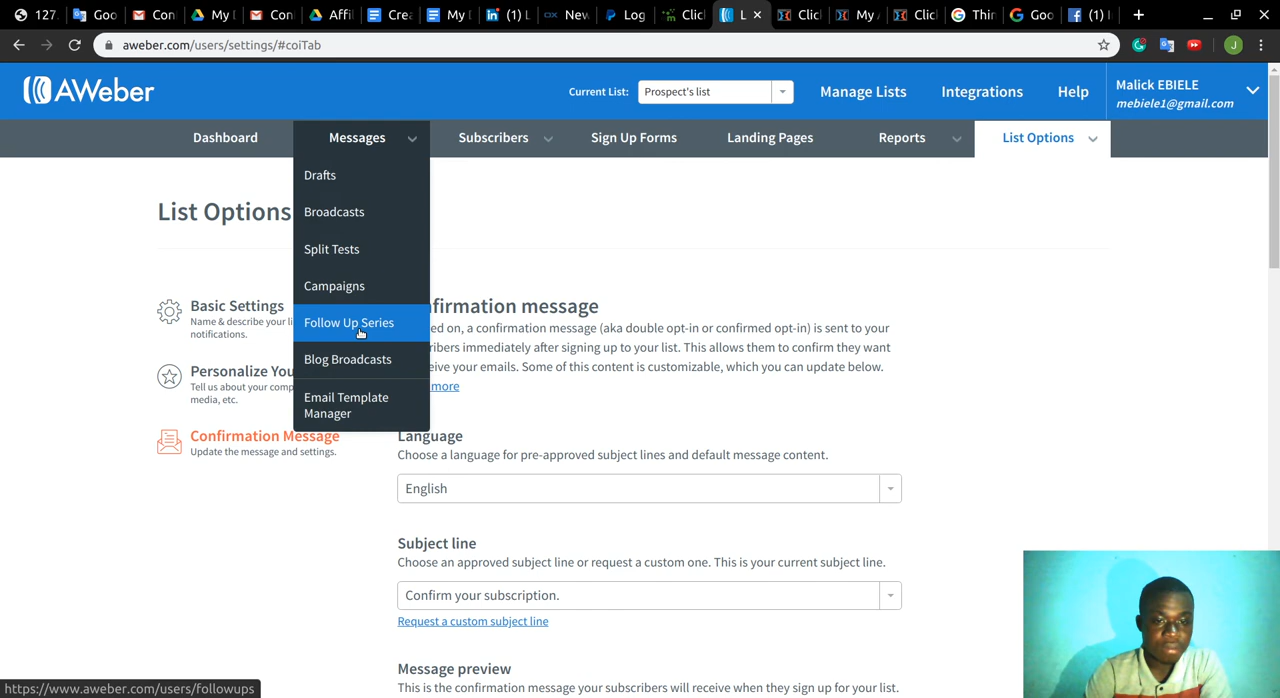 127.
Goo
Con
My D
Con
Affil
Crea
My D
(1) L
New
Log
Clic
L
Clic
My A
Clic
Thin
Goo
(1) I
aweber.com/users/settings/#coiTab
J
AWeber
Current List:
Prospect's list
Manage Lists
Integrations
Help
Malick EBIELE
mebiele1@gmail.com
Dashboard
Messages
Subscribers
Sign Up Forms
Landing Pages
Reports
List Options
Drafts
Broadcasts
Split Tests
Campaigns
Follow Up Series
Blog Broadcasts
Email Template
Manager
List Options
Basic Settings
Name & describe your li
notifications.
Personalize You
Tell us about your comp
media, etc.
Confirmation Message
Update the message and settings.
nfirmation message
ed on, a confirmation message (aka double opt-in or confirmed opt-in) is sent to your
ribers immediately after signing up to your list. This allows them to confirm they want
eive your emails. Some of this content is customizable, which you can update below.
more
Language
Choose a language for pre-approved subject lines and default message content.
English
Subject line
Choose an approved subject line or request a custom one. This is your current subject line.
Confirm your subscription.
Request a custom subject line
Message preview
This is the confirmation message your subscribers will receive when they sign up for your list.
https://www.aweber.com/users/followups